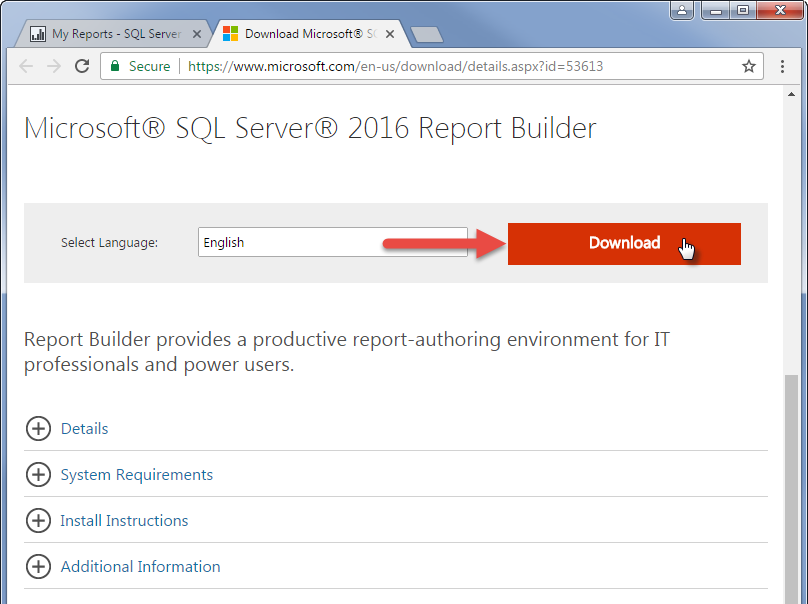 My Reports - SQL Server
Download Microsoft® SQ
Secure
https://www.microsoft.com/en-us/download/details.aspx?id=53613
Microsoft® SQL Server® 2016 Report Builder
Select Language:
English
Download
Report Builder provides a productive report-authoring environment for IT
professionals and power users.
Details
System Requirements
Install Instructions
Additional Information